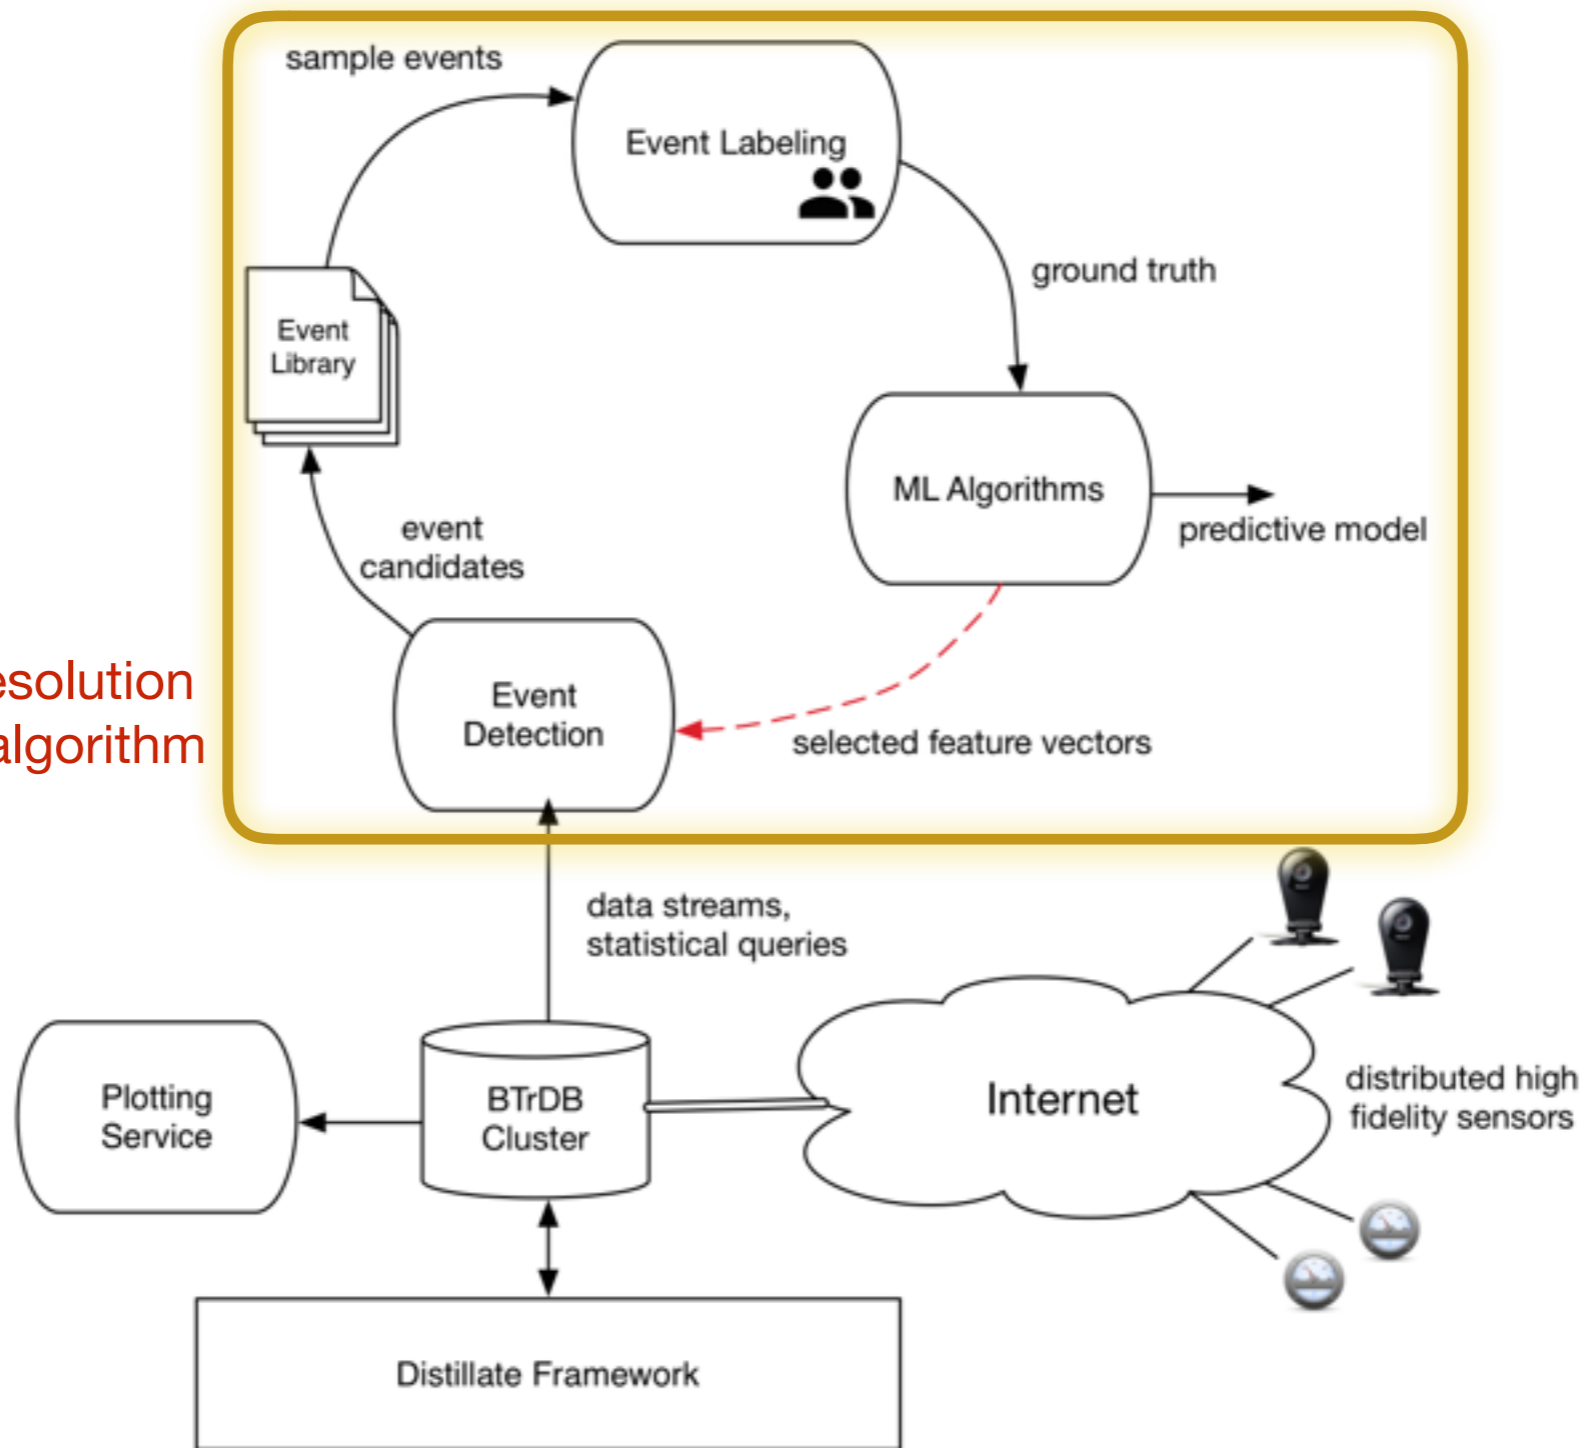 sample events
Event Labeling
ground truth
Event
Library
ML Algorithms
predictive model
event
candidates
esolution
algorithm
Event
Detection
selected feature vectors
data streams,
statistical queries
Plotting
Service
BTrDB
Cluster
Internet
distributed high
fidelity sensors
Distillate Framework